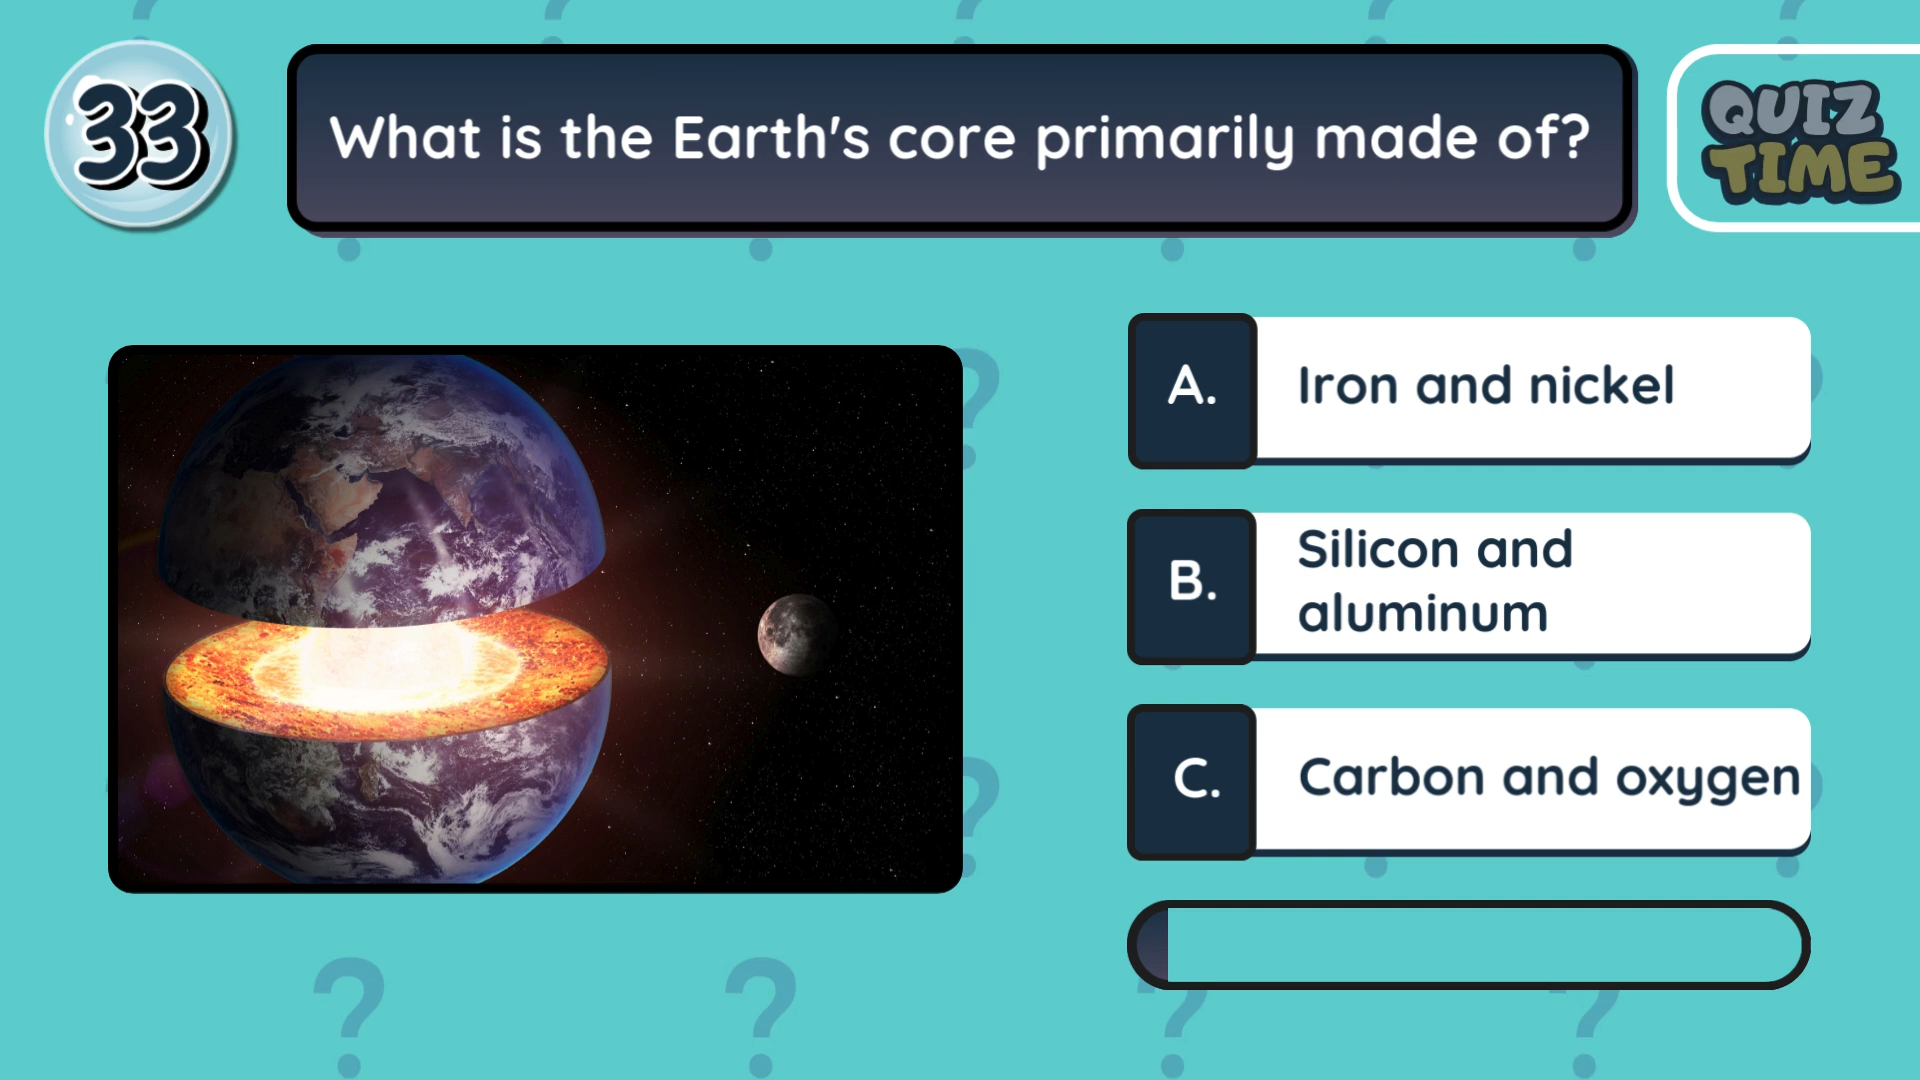 33
What is the Earth's core primarily made of?
QUIZ
TIME
A.
Iron and nickel
B.
Silicon and
aluminum
C.
Carbon and oxygen